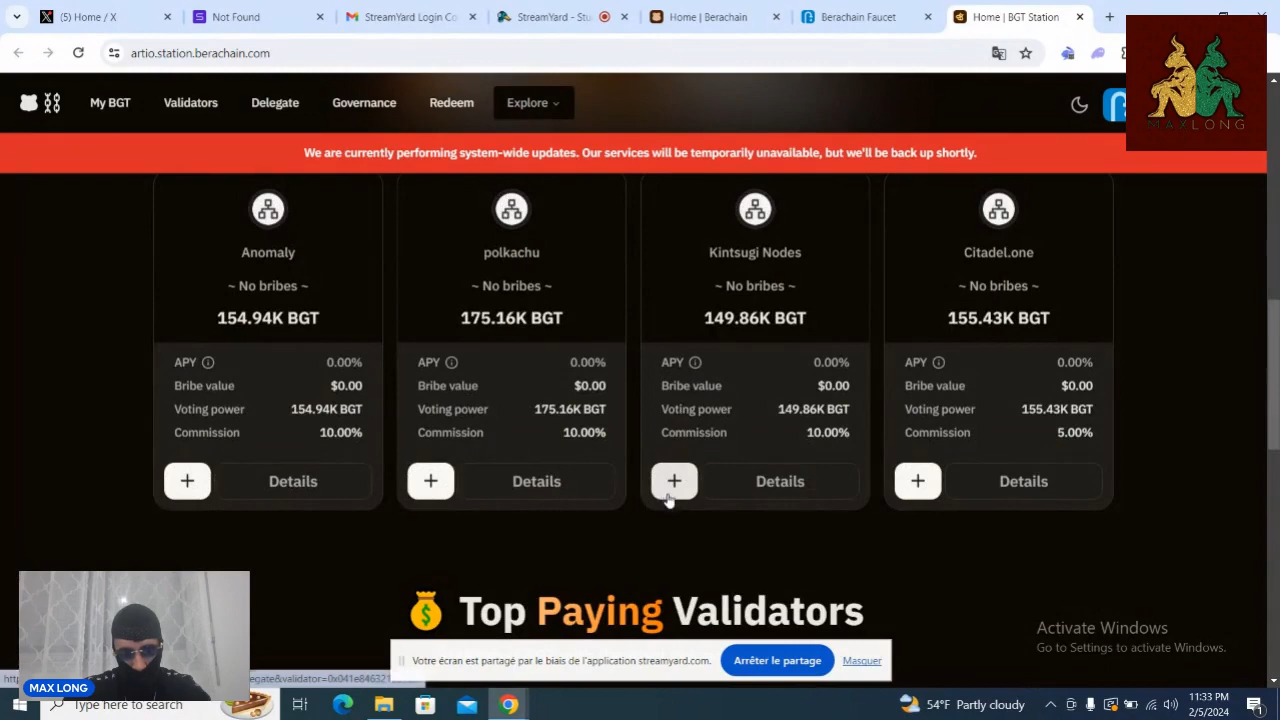 (3) Home / X
Not Found
StreamYard Login Co
StreamYard - Stu
Home | Berachain
Berachain Faucet
Home | BGT Station
artio.station.berachain.com
My BGT
Validators
Delegate
Governance
Redeem
Explore
We are currently performing system-wide updates. Our services will be temporarily unavailable, but we'll be back up shortly.
MAXLONG
Anomaly
~ No bribes ~
154.94K BGT
APY 0.00%
Bribe value $0.00
Voting power 154.94K BGT
Commission 10.00%
+ Details
polkachu
~ No bribes ~
175.16K BGT
APY 0.00%
Bribe value $0.00
Voting power 175.16K BGT
Commission 10.00%
+ Details
Kintsugi Nodes
~ No bribes ~
149.86K BGT
APY 0.00%
Bribe value $0.00
Voting power 149.86K BGT
Commission 10.00%
+ Details
Citadel.one
~ No bribes ~
155.43K BGT
APY 0.00%
Bribe value $0.00
Voting power 155.43K BGT
Commission 5.00%
+ Details
Top Paying Validators
Activate Windows
Go to Settings to activate Windows.
Votre écran est partagé par le biais de l'application streamyard.com.
Arrêter le partage
Masquer
egate&validator=0x041e846321
MAX LONG
Type here to search
54°F Partly cloudy
11:33 PM
2/5/2024